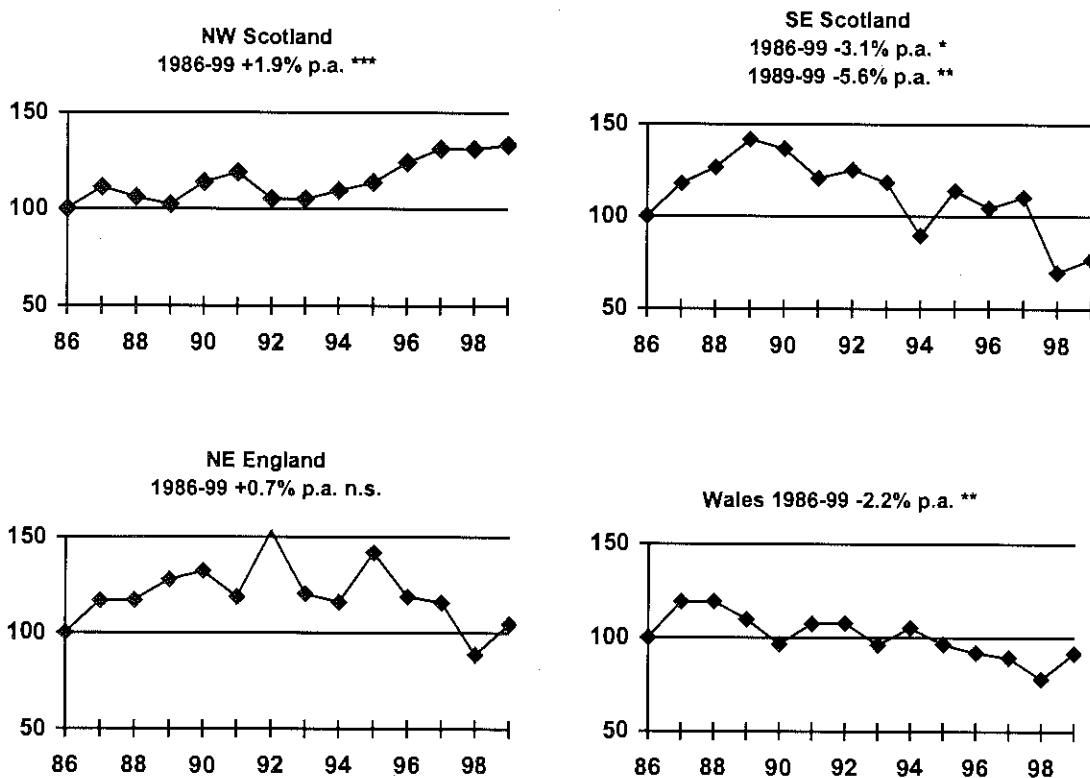 NW Scotland
1986-99 +1.9% p.a. ***
150
100
50
86 88 90 92 94 96 98
SE Scotland
1986-99 -3.1% p.a. *
1989-99 -5.6% p.a. **
150
100
50
86 88 90 92 94 96 98
NE England
1986-99 +0.7% p.a. n.s.
150
100
50
86 88 90 92 94 96 98
Wales 1986-99 -2.2% p.a. **
150
100
50
86 88 90 92 94 96 98